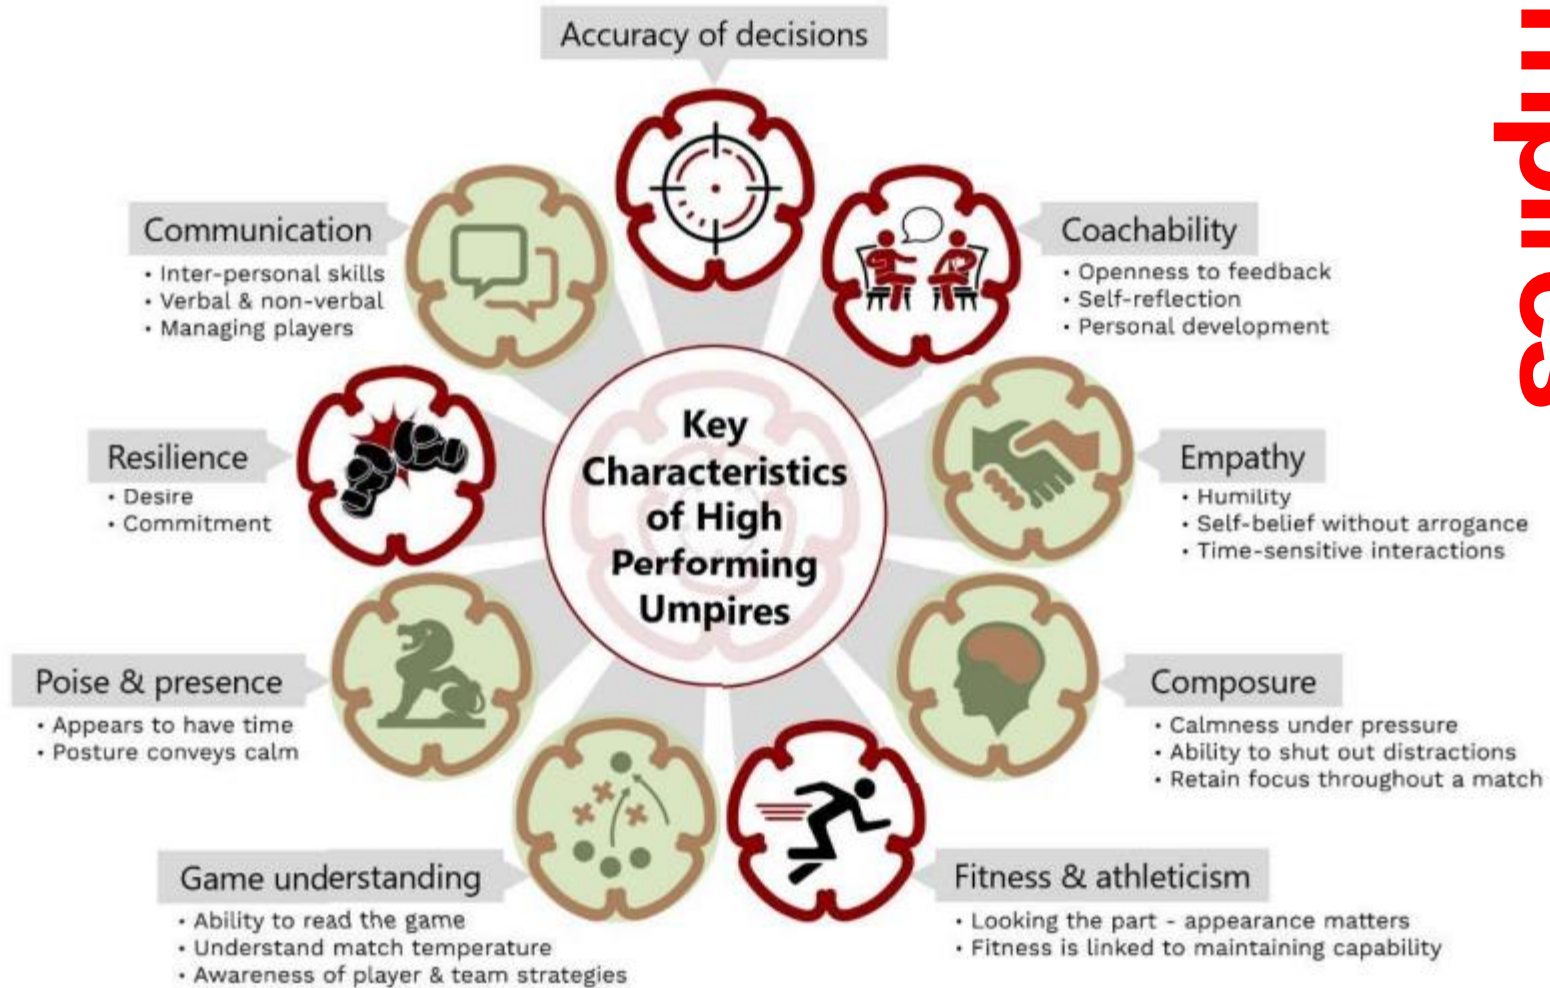 Accuracy of decisions
Communication
• Inter-personal skills
• Verbal & non-verbal
• Managing players
Coachability
• Openness to feedback
• Self-reflection
• Personal development
Resilience
• Desire
• Commitment
Key
Characteristics
of High
Performing
Umpires
Empathy
• Humility
• Self-belief without arrogance
• Time-sensitive interactions
Poise & presence
• Appears to have time
• Posture conveys calm
Composure
• Calmness under pressure
• Ability to shut out distractions
• Retain focus throughout a match
Game understanding
• Ability to read the game
• Understand match temperature
• Awareness of player & team strategies
Fitness & athleticism
• Looking the part - appearance matters
• Fitness is linked to maintaining capability